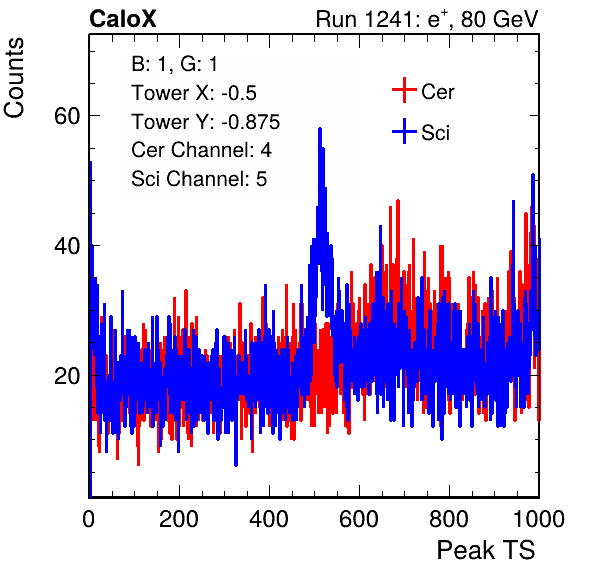 CaloX Run 1241: e⁺, 80 GeV
Counts
B: 1, G: 1
Tower X: -0.5
Tower Y: -0.875
Cer Channel: 4
Sci Channel: 5
Cer
Sci
60
40
20
0 200 400 600 800 1000
Peak TS